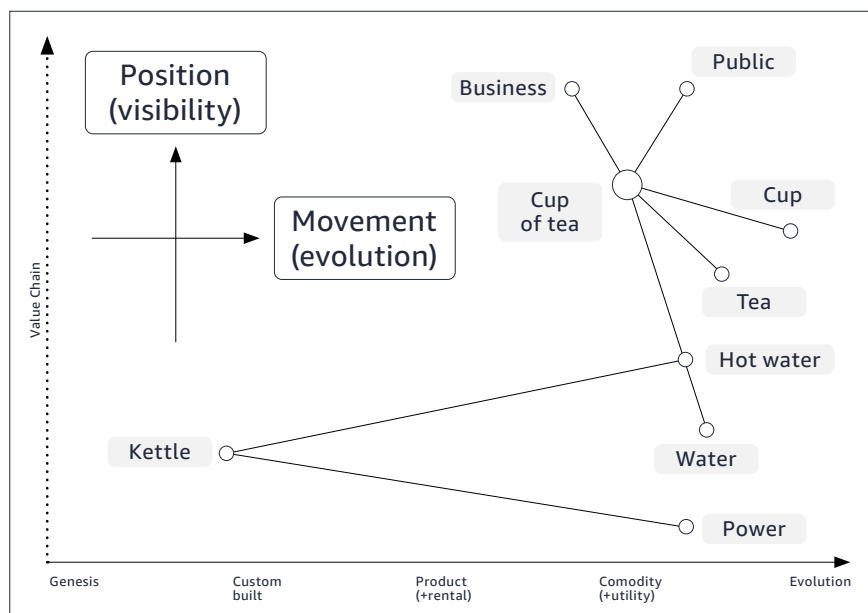 Position
(visibility)
Public
Business
Movement
(evolution)
Cup
of tea
Cup
Tea
Value Chain
Hot water
Kettle
Water
Power
Genesis
Custom
built
Product
(+rental)
Comodity
(+utility)
Evolution